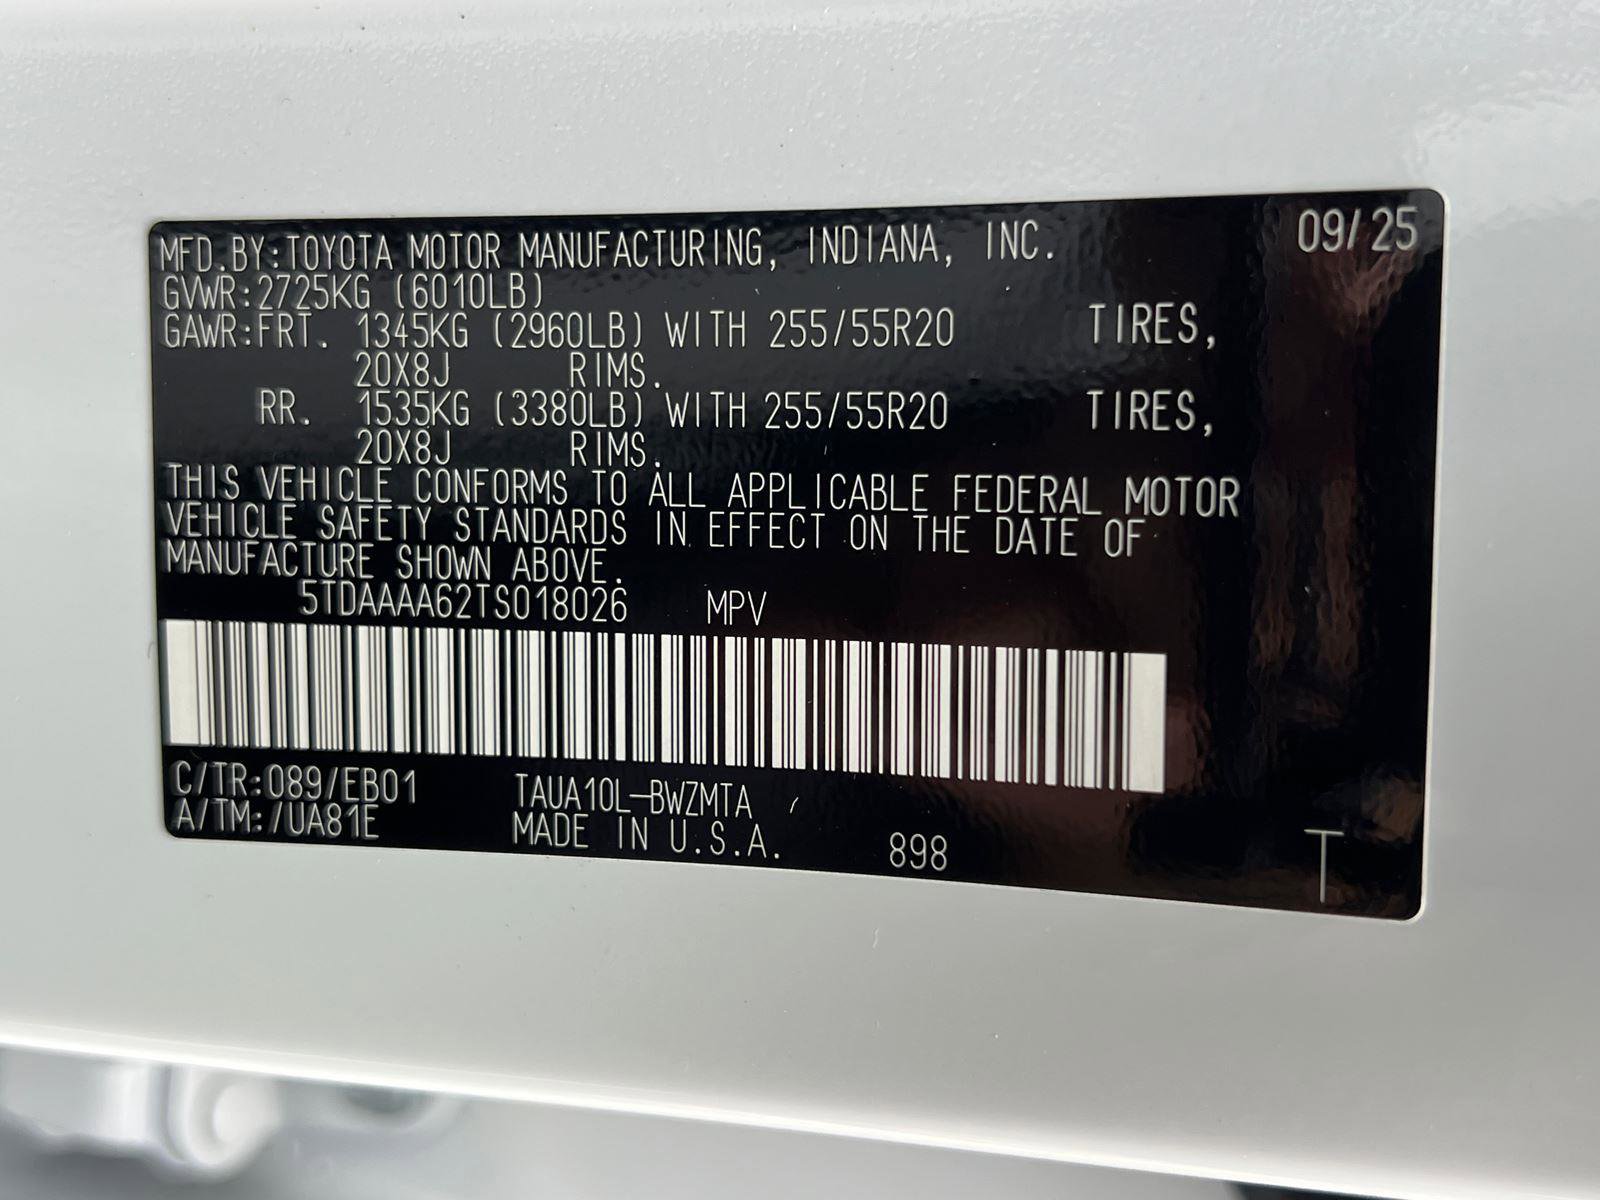 MFD.BY:TOYOTA MOTOR MANUFACTURING, INDIANA, INC. 09/25
GVWR:2725KG (6010LB)
GAWR:FRT. 1345KG (2960LB) WITH 255/55R20 TIRES,
20X8J RIMS.
RR. 1535KG (3380LB) WITH 255/55R20 TIRES,
20X8J RIMS.
THIS VEHICLE CONFORMS TO ALL APPLICABLE FEDERAL MOTOR
VEHICLE SAFETY STANDARDS IN EFFECT ON THE DATE OF
MANUFACTURE SHOWN ABOVE.
5TDAAAA62TS018026 MPV
C/TR:089/EB01 TAUA10L-BWZMTA
A/TM:/UA81E MADE IN U.S.A. 898 T